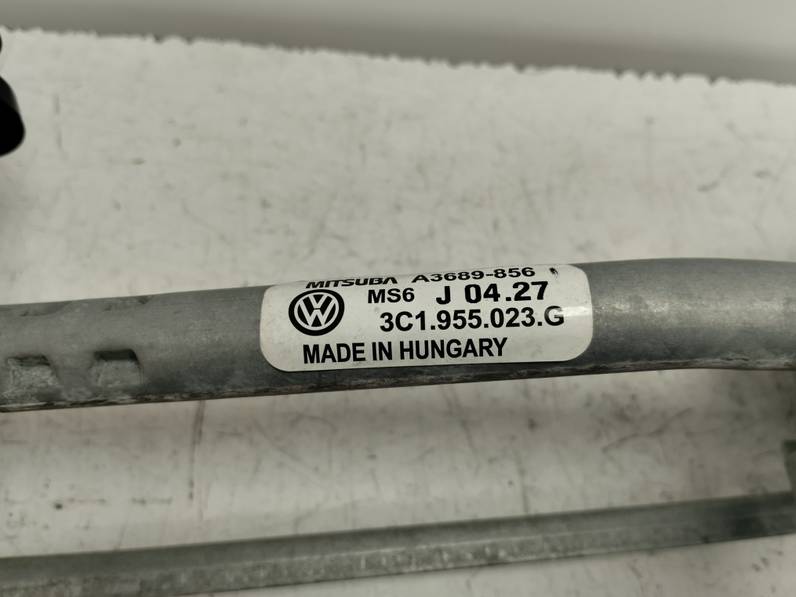 MITSUBA A3689-856
MS6 J 04.27
3C1.955.023.G
MADE IN HUNGARY